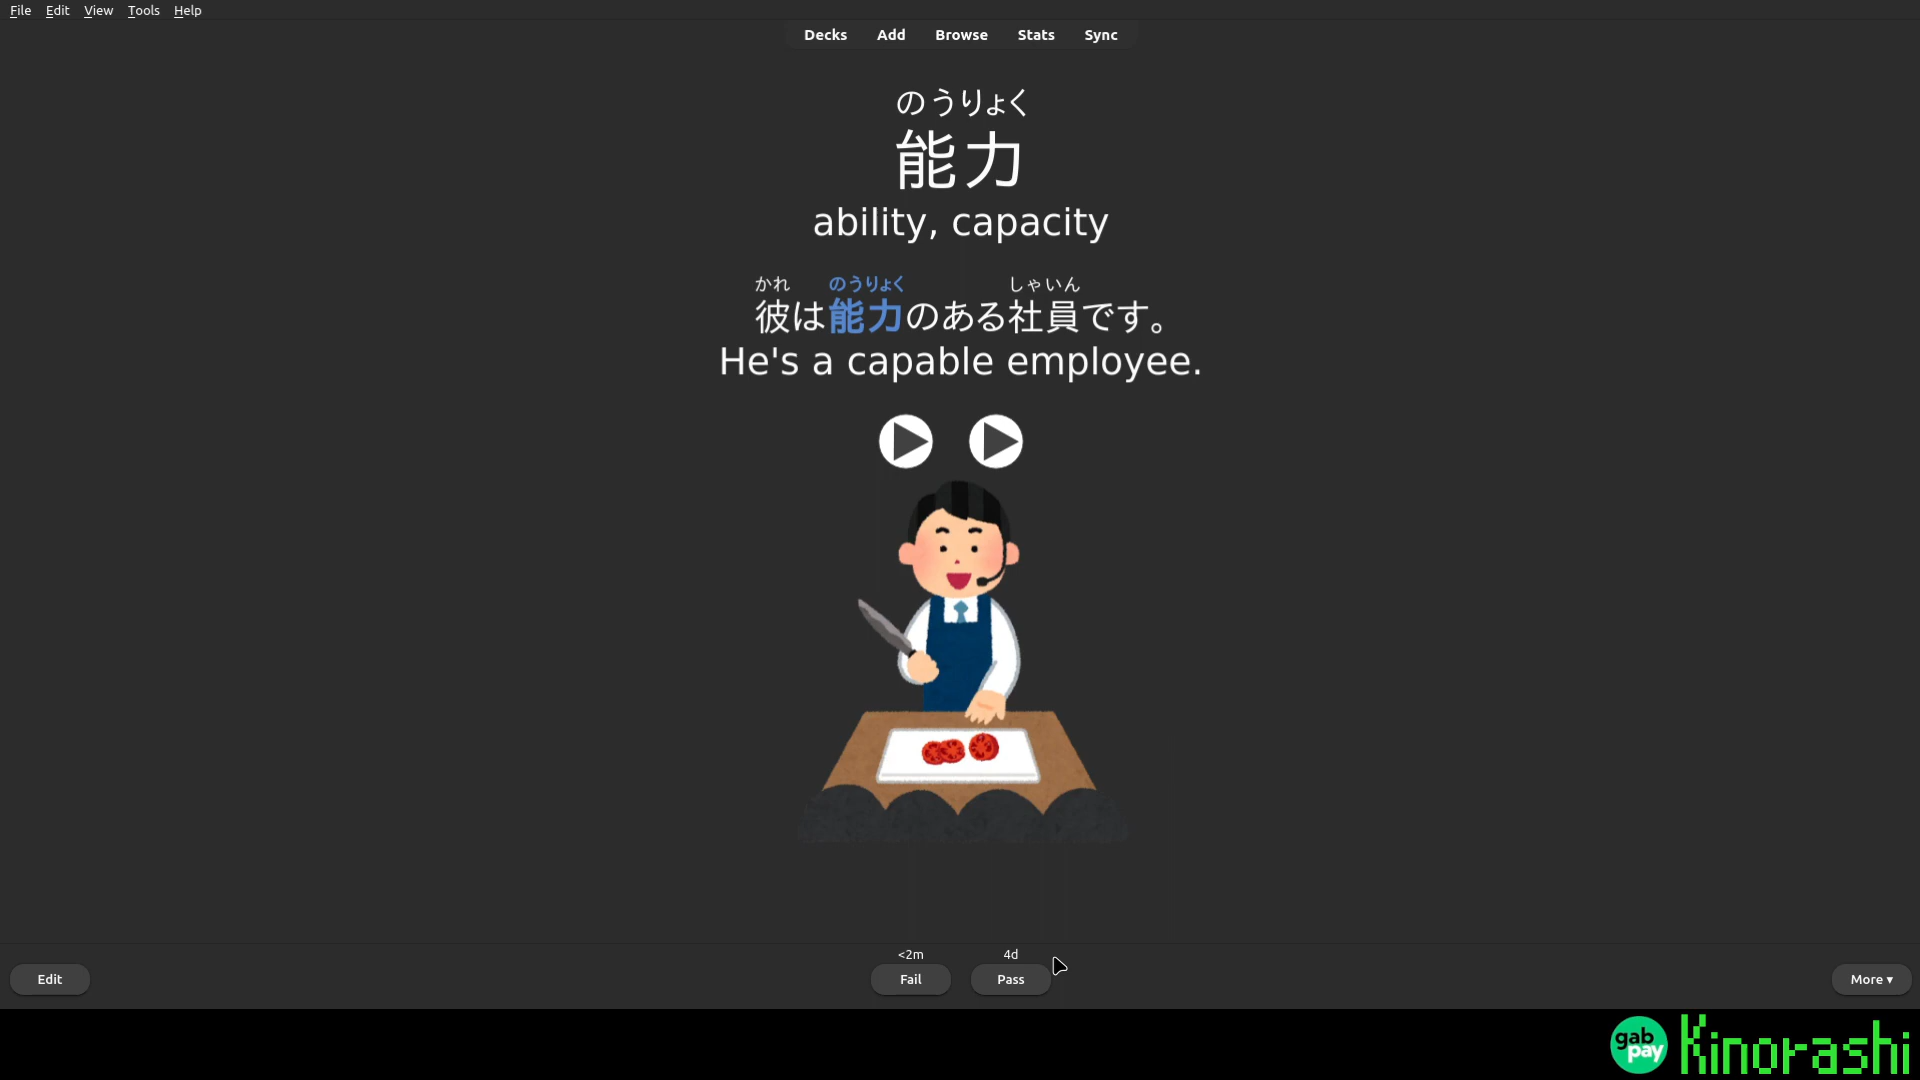 File Edit View Tools Help
Decks Add Browse Stats Sync
のうりょく
能力
ability, capacity
かれ のうりょく しゃいん
彼は能力のある社員です。
He's a capable employee.
<2m 4d
Edit Fail Pass More ▾
gab pay Kinorashi